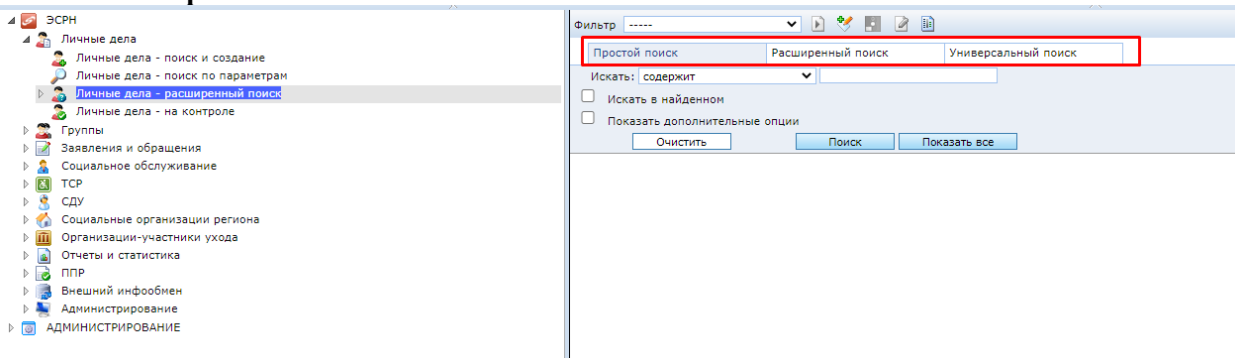 ЭСРН
Личные дела
Личные дела - поиск и создание
Личные дела - поиск по параметрам
Личные дела - расширенный поиск
Личные дела - на контроле
Группы
Заявления и обращения
Социальное обслуживание
ТСР
СДУ
Социальные организации региона
Организации-участники ухода
Отчеты и статистика
ППР
Внешний инфообмен
Администрирование
АДМИНИСТРИРОВАНИЕ
Фильтр -----
Простой поиск Расширенный поиск Универсальный поиск
Искать: содержит
Искать в найденном
Показать дополнительные опции
Очистить Поиск Показать все